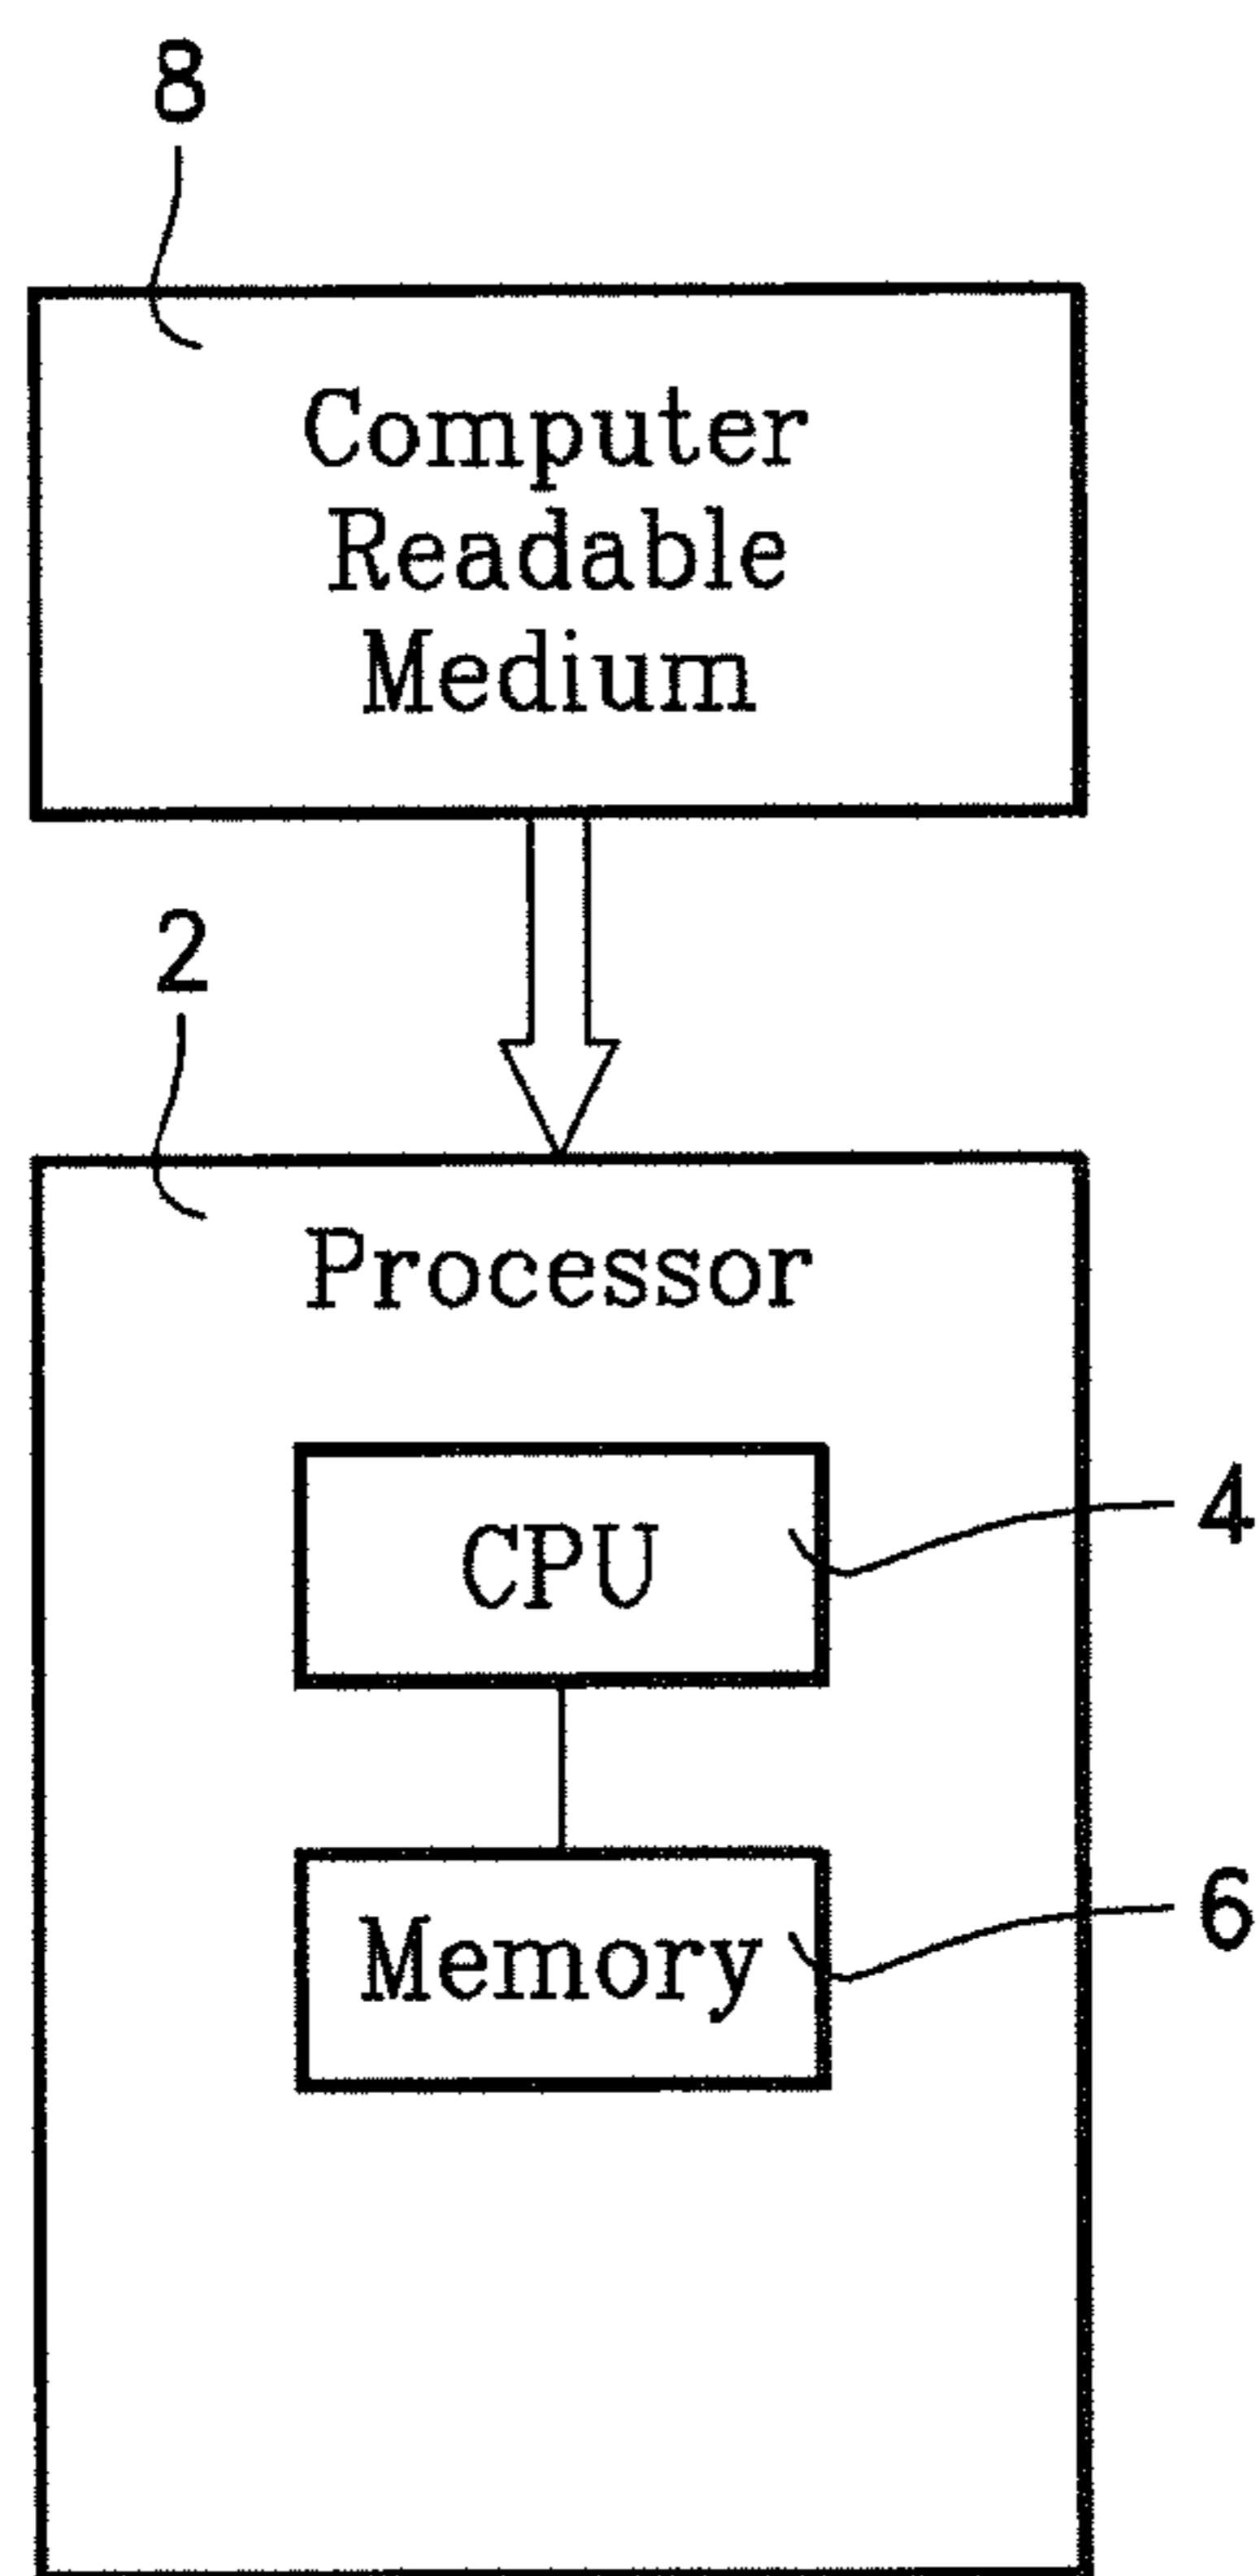 8
Computer
Readable
Medium
2
Processor
CPU
4
Memory
6